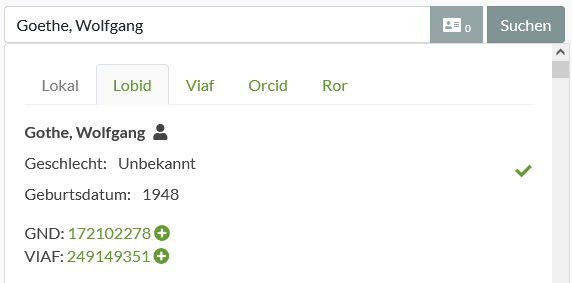 Goethe, Wolfgang 0 Suchen
Lokal Lobid Viaf Orcid Ror
Gothe, Wolfgang
Geschlecht: Unbekannt
Geburtsdatum: 1948
GND: 172102278
VIAF: 249149351